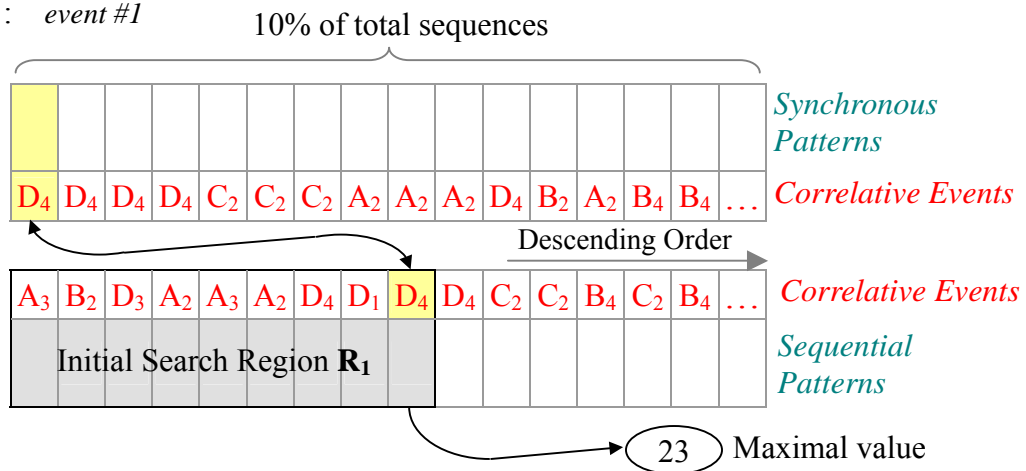 : event #1
10% of total sequences
Synchronous
Patterns
D₄ D₄ D₄ D₄ C₂ C₂ C₂ A₂ A₂ A₂ D₄ B₂ A₂ B₄ B₄ … Correlative Events
Descending Order
A₃ B₂ D₃ A₂ A₃ A₂ D₄ D₁ D₄ D₄ C₂ C₂ B₄ C₂ B₄ … Correlative Events
Initial Search Region R₁
Sequential
Patterns
23 Maximal value